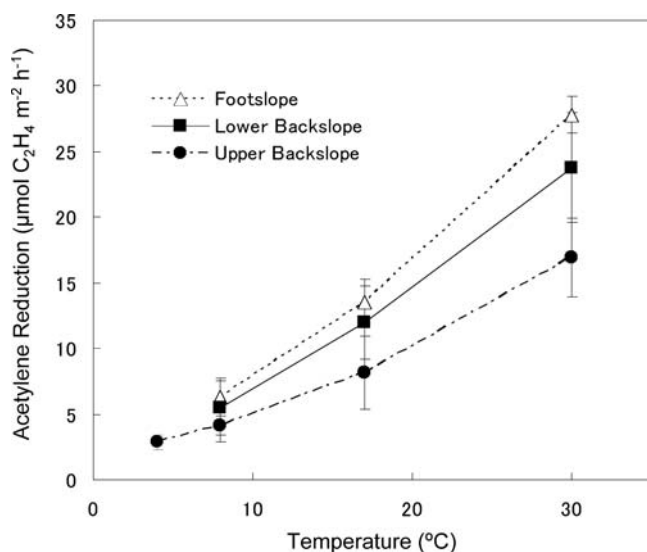 35
30
25
20
15
10
5
0
Acetylene Reduction (μmol C₂H₄ m⁻² h⁻¹)
Footslope
Lower Backslope
Upper Backslope
0 10 20 30
Temperature (ºC)